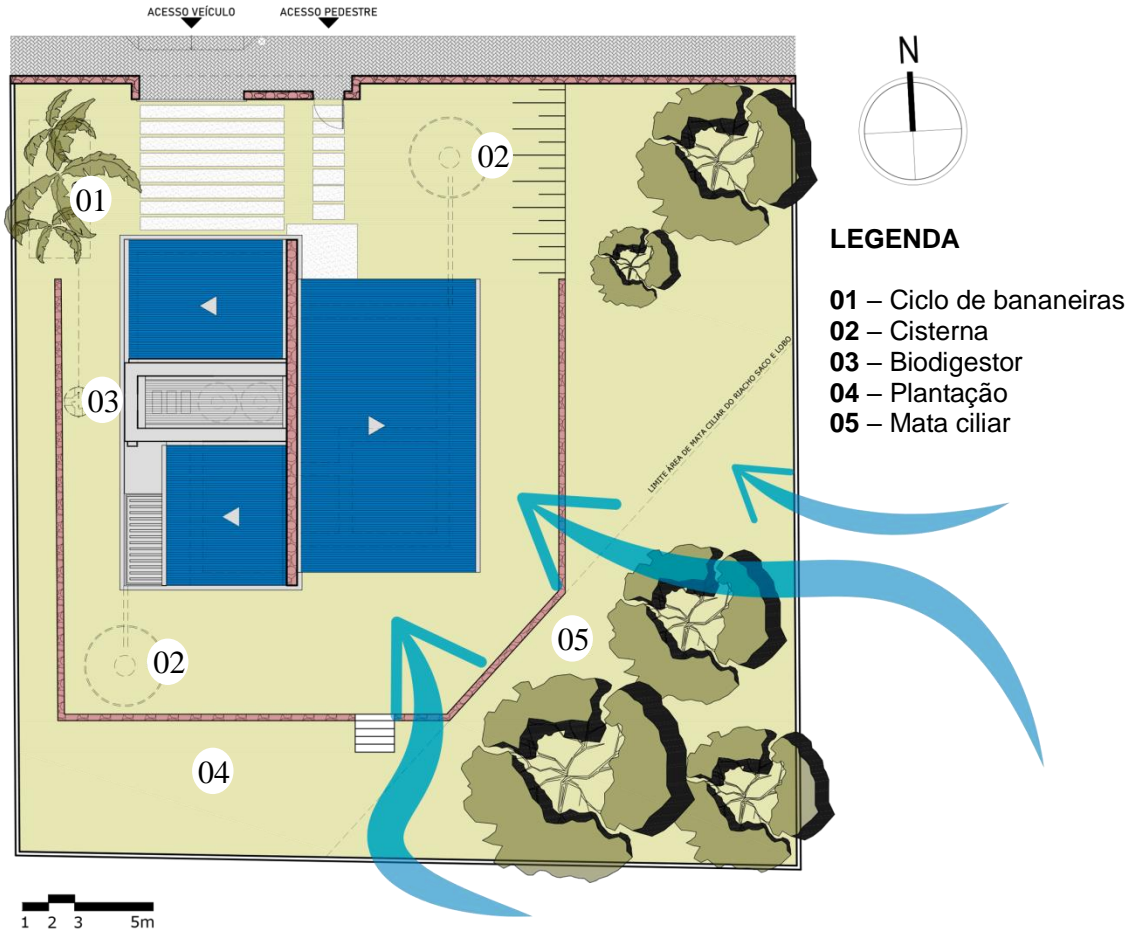 ACESSO VEÍCULO
ACESSO PEDESTRE
N
01
02
03
02
04
05
LIMITE ÁREA DE MATA CILIAR DO RIACHO SACO E LOBO
LEGENDA
01 – Ciclo de bananeiras
02 – Cisterna
03 – Biodigestor
04 – Plantação
05 – Mata ciliar
1 2 3 5m